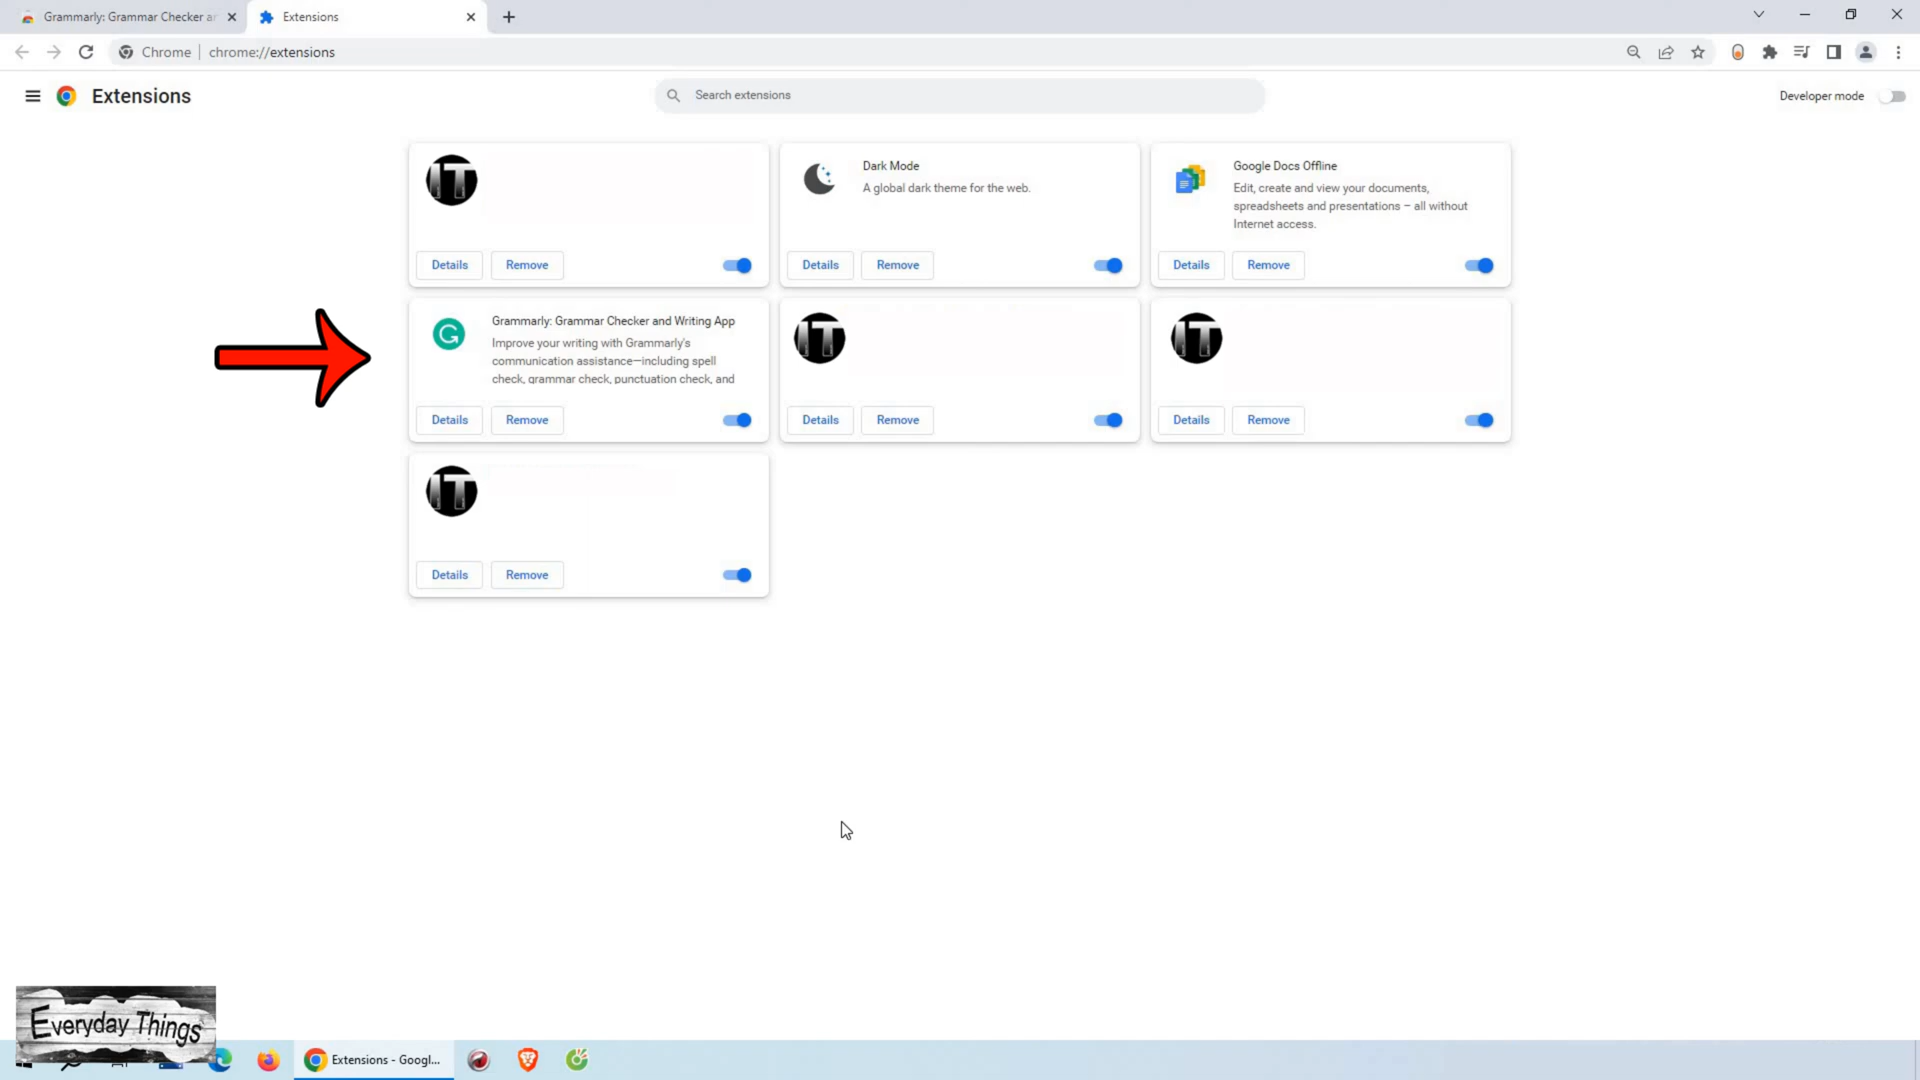 Grammarly: Grammar Checker ar
Extensions
Chrome
chrome://extensions
Extensions
Search extensions
Developer mode
IT
Details
Remove
Dark Mode
A global dark theme for the web.
Details
Remove
Google Docs Offline
Edit, create and view your documents,
spreadsheets and presentations – all without
Internet access.
Details
Remove
Grammarly: Grammar Checker and Writing App
Improve your writing with Grammarly's
communication assistance—including spell
check, grammar check, punctuation check, and
Details
Remove
IT
Details
Remove
IT
Details
Remove
IT
Details
Remove
Everyday Things
Extensions - Googl...